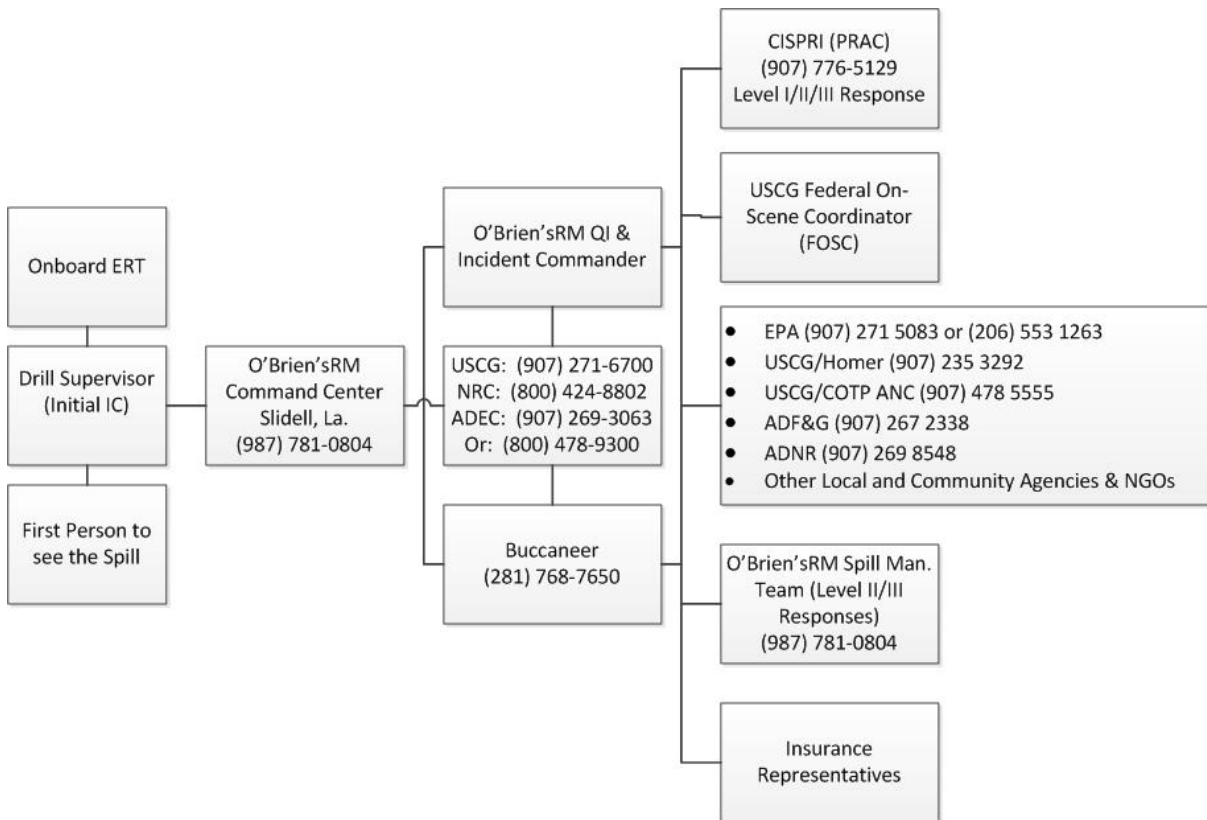 Onboard ERT
Drill Supervisor
(Initial IC)
First Person to
see the Spill
O'Brien'sRM
Command Center
Slidell, La.
(987) 781-0804
O'Brien'sRM QI &
Incident Commander
USCG: (907) 271-6700
NRC: (800) 424-8802
ADEC: (907) 269-3063
Or: (800) 478-9300
Buccaneer
(281) 768-7650
CISPRI (PRAC)
(907) 776-5129
Level I/II/III Response
USCG Federal On-
Scene Coordinator
(FOSC)
• EPA (907) 271 5083 or (206) 553 1263
• USCG/Homer (907) 235 3292
• USCG/COTP ANC (907) 478 5555
• ADF&G (907) 267 2338
• ADNR (907) 269 8548
• Other Local and Community Agencies & NGOs
O'Brien'sRM Spill Man.
Team (Level II/III
Responses)
(987) 781-0804
Insurance
Representatives